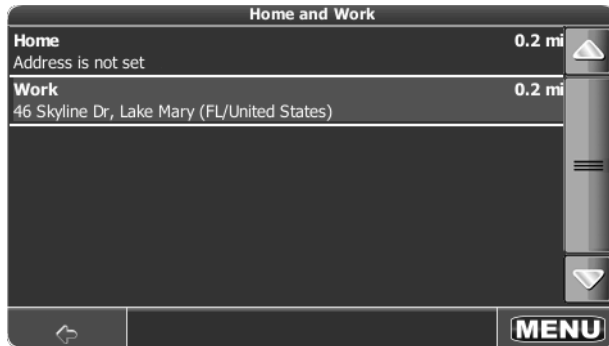 Home and Work
Home 0.2 mi
Address is not set
Work 0.2 mi
46 Skyline Dr, Lake Mary (FL/United States)
MENU